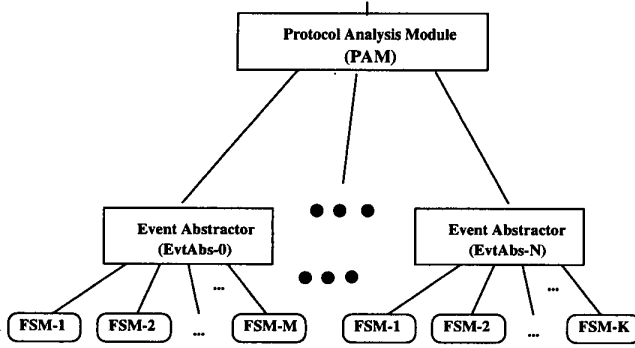 Protocol Analysis Module
(PAM)
Event Abstractor
(EvtAbs-0)
Event Abstractor
(EvtAbs-N)
...
...
FSM-1
FSM-2
...
FSM-M
FSM-1
FSM-2
...
FSM-K